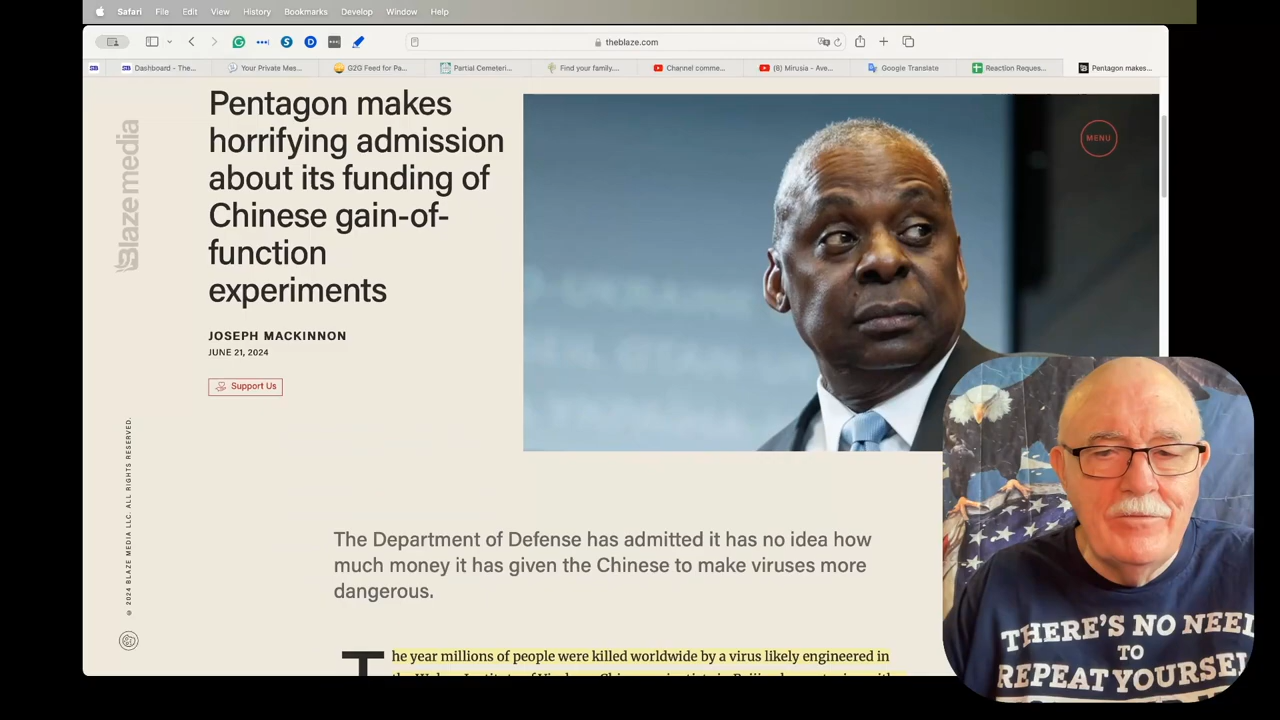 Safari File Edit View History Bookmarks Develop Window Help
theblaze.com
Dashboard - The...
Your Private Mes...
G2G Feed for Pa...
Partial Cemeteri...
Find your family....
Channel comme...
(8) Mirusia - Ave...
Google Translate
Reaction Reques...
Pentagon makes...
Blaze media
© 2024 BLAZE MEDIA LLC. ALL RIGHTS RESERVED.
Pentagon makes
horrifying admission
about its funding of
Chinese gain-of-
function
experiments
JOSEPH MACKINNON
JUNE 21, 2024
Support Us
MENU
The Department of Defense has admitted it has no idea how
much money it has given the Chinese to make viruses more
dangerous.
The year millions of people were killed worldwide by a virus likely engineered in
THERE'S NO NEED
TO
REPEAT YOURSELF